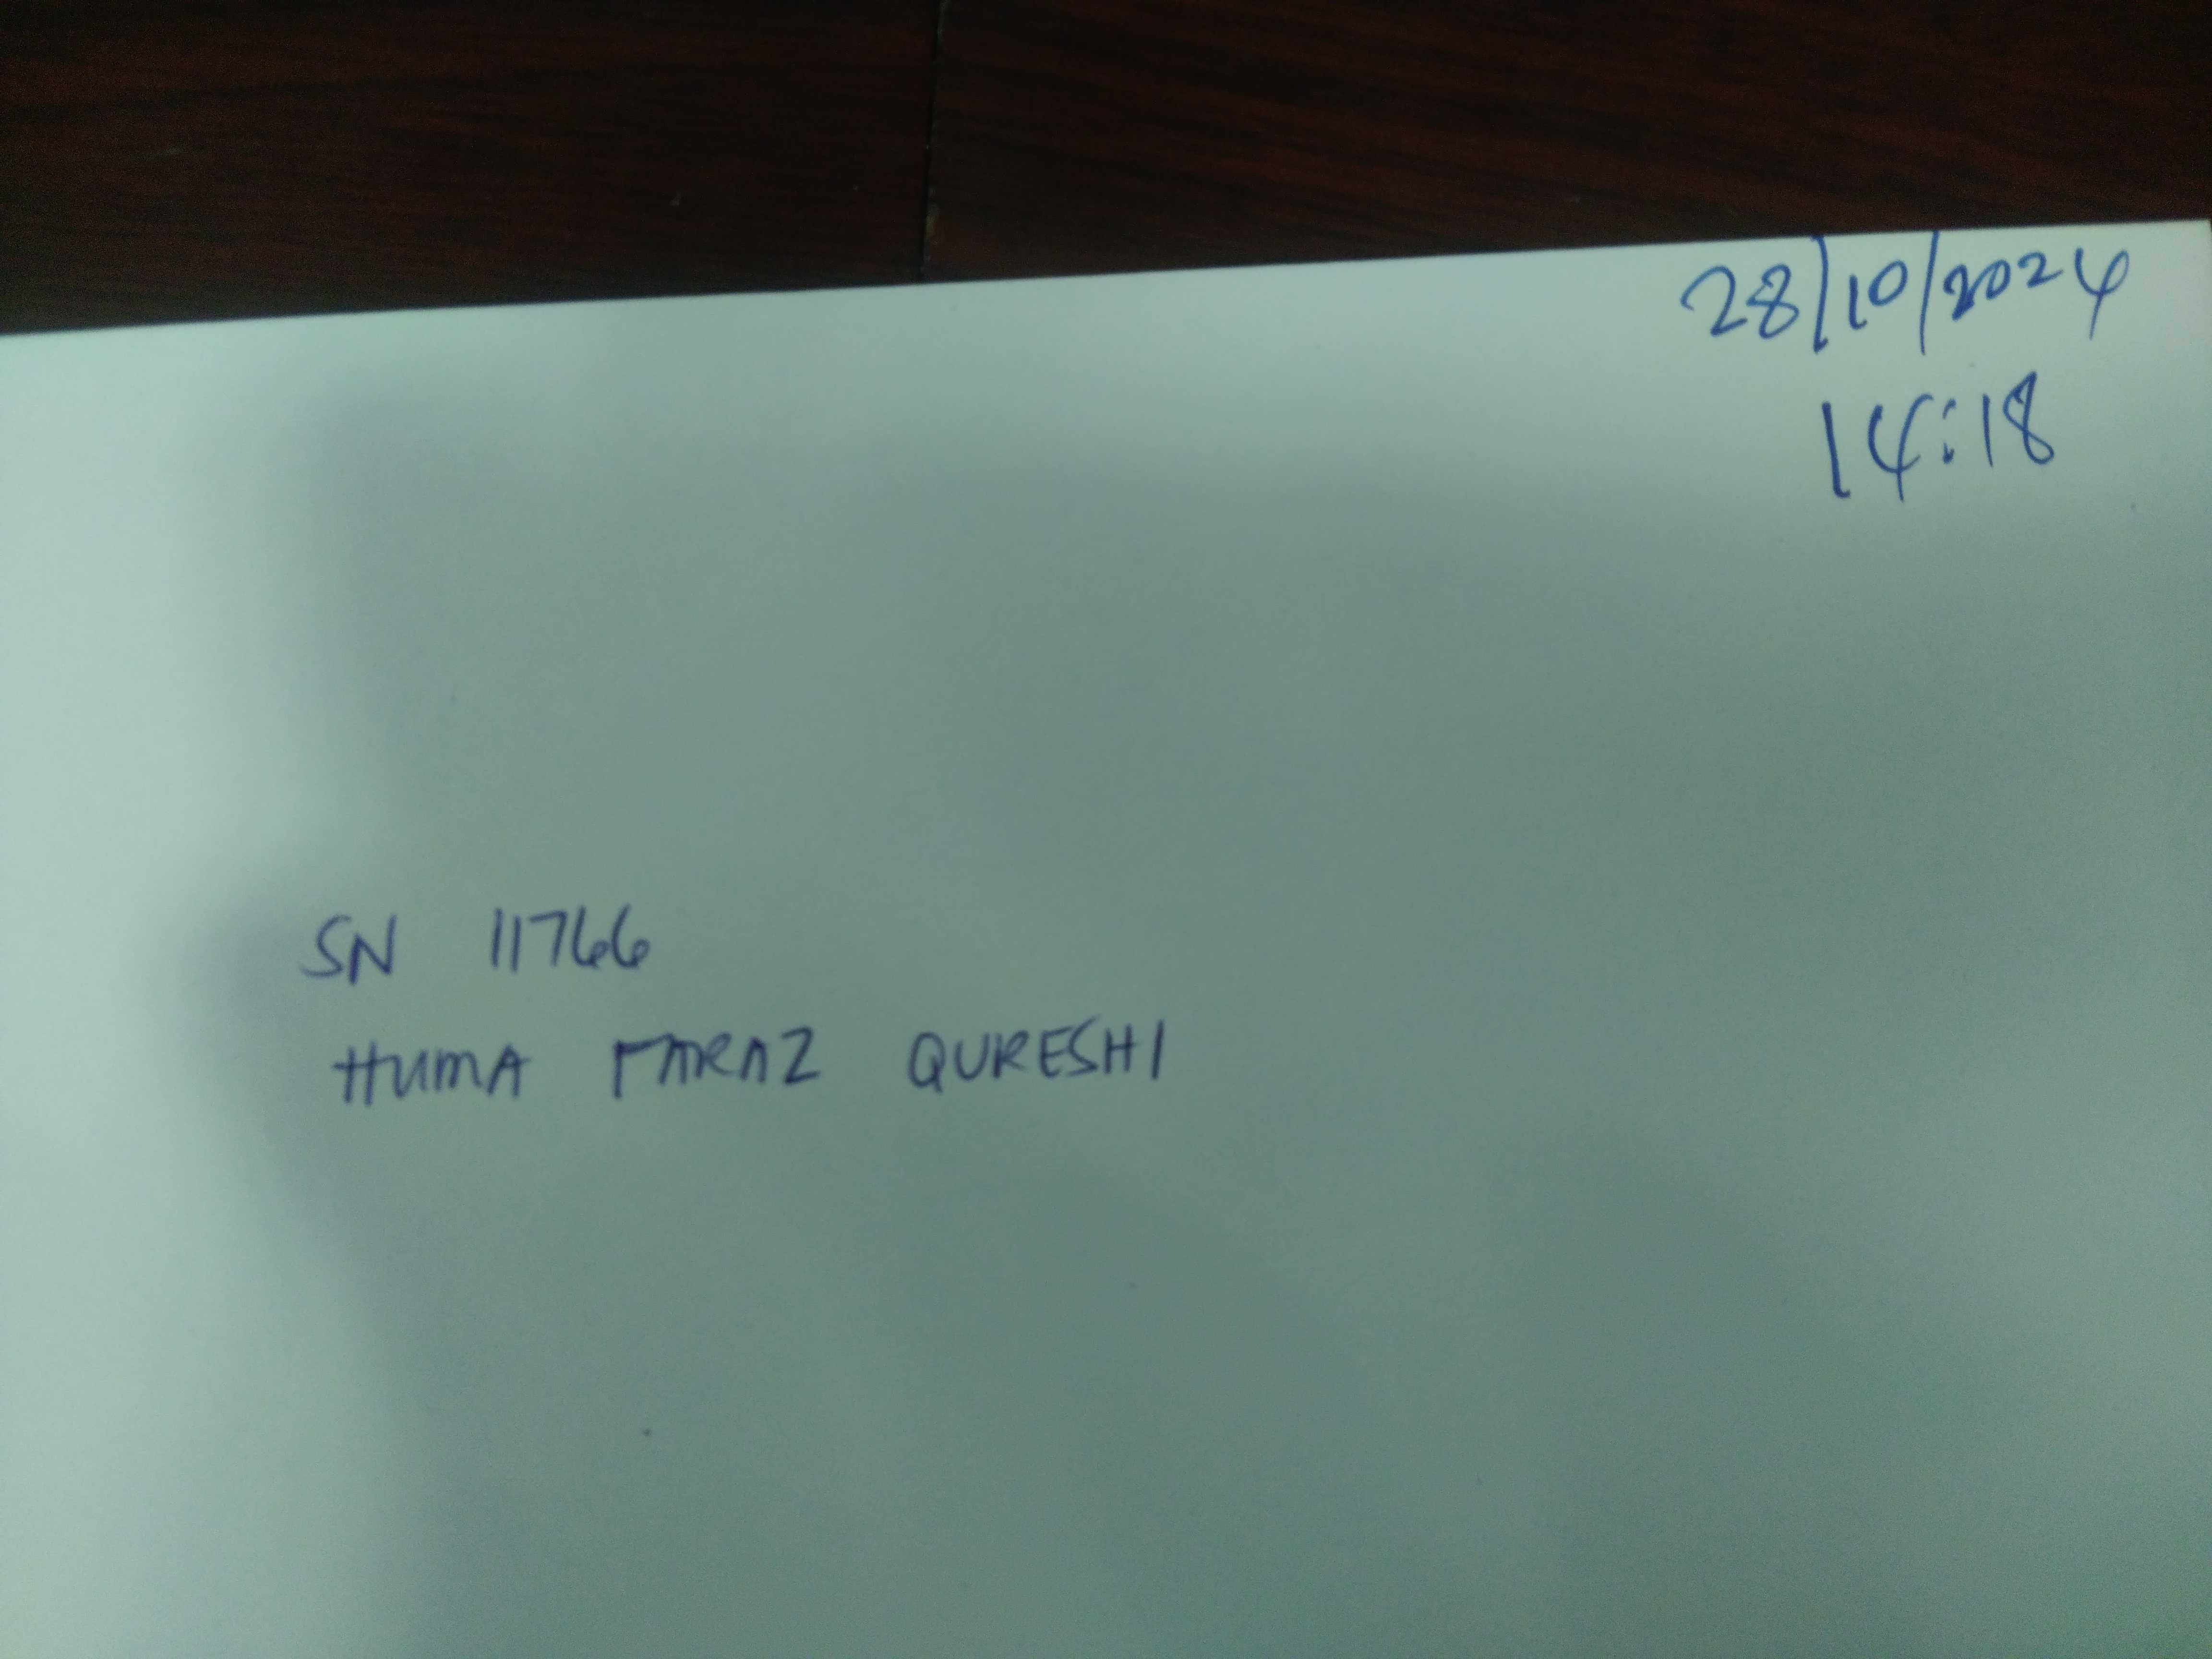 28/10/2024
14:18
SN 11766
HUMA FARAZ QURESHI